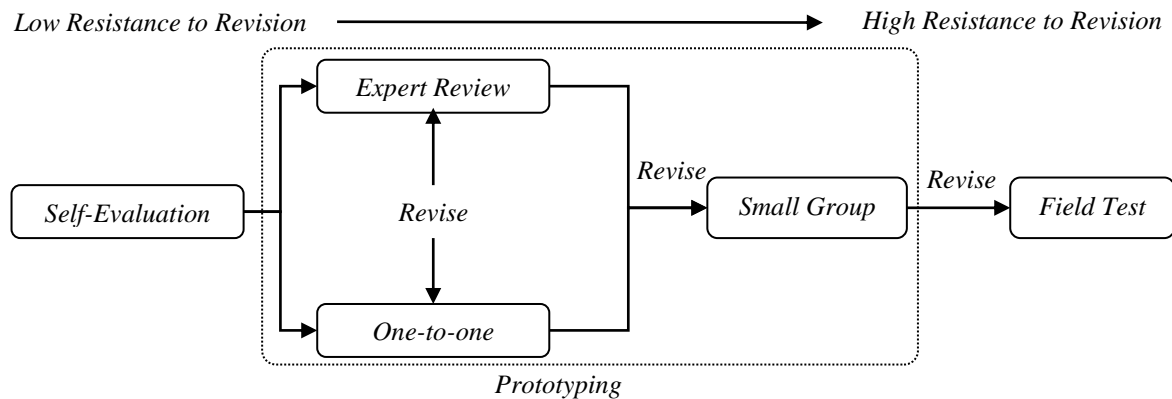 Low Resistance to Revision
High Resistance to Revision
Expert Review
Revise
Revise
Self-Evaluation
Revise
Small Group
Field Test
One-to-one
Prototyping